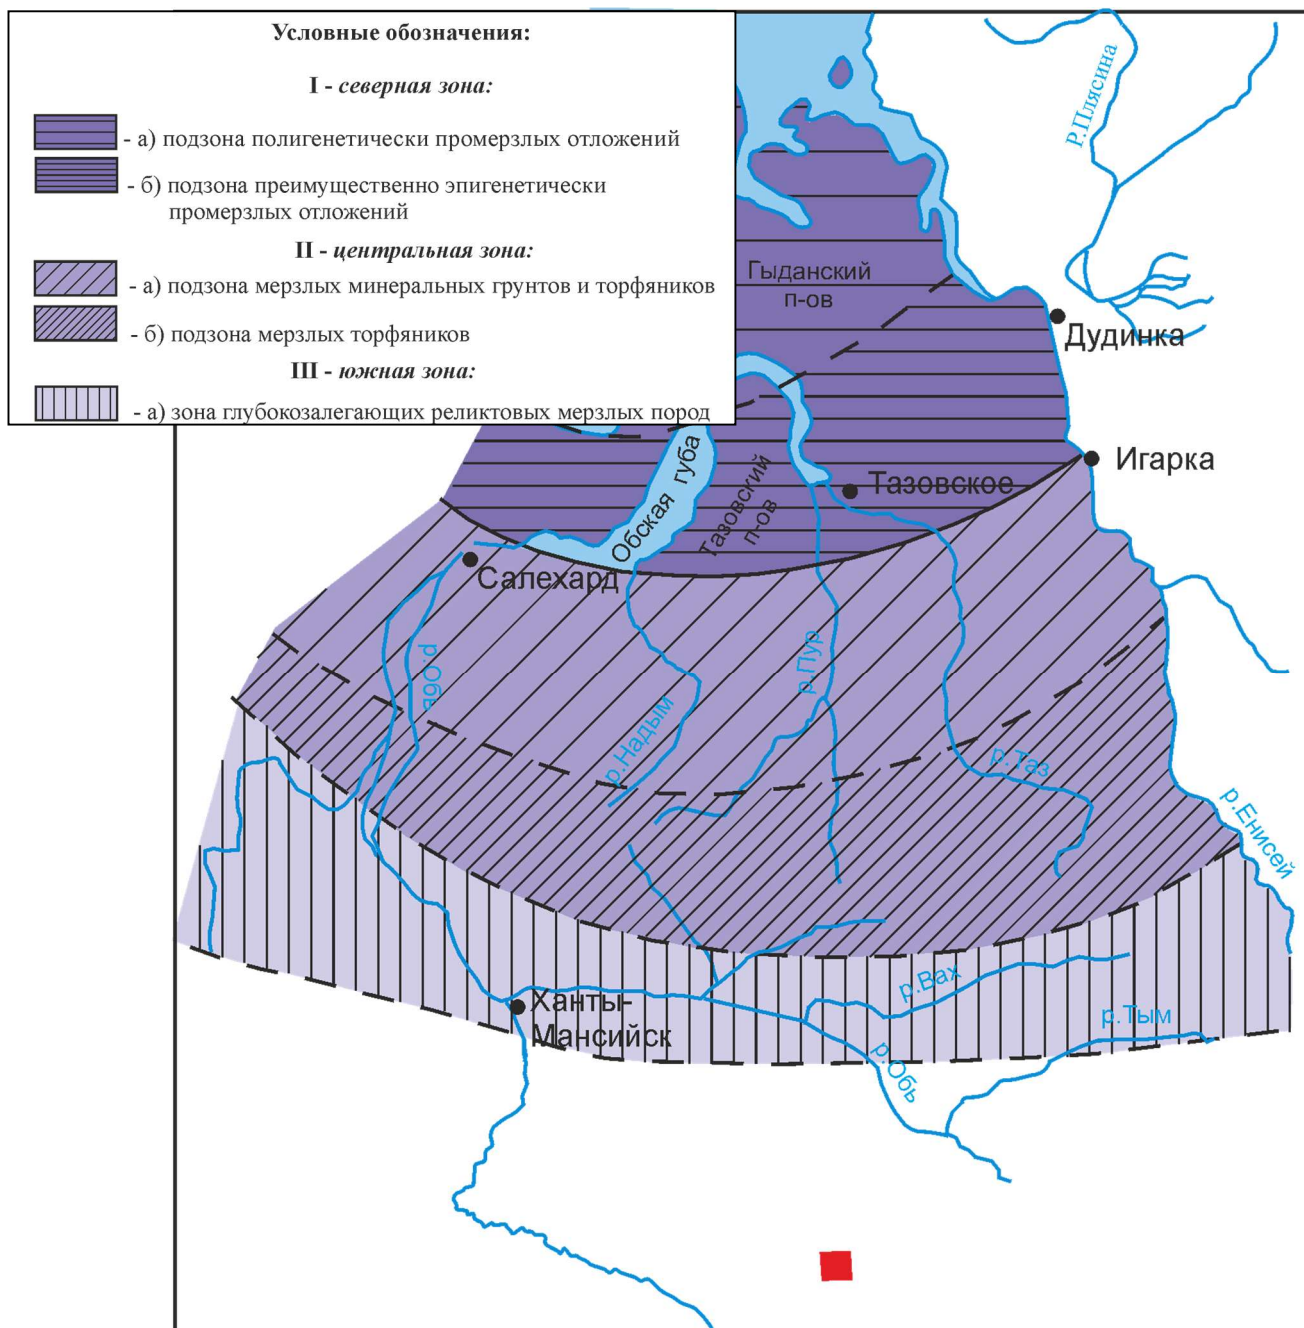 Условные обозначения:
I - северная зона:
- а) подзона полигенетически промерзлых отложений
- б) подзона преимущественно эпигенетически
промерзлых отложений
II - центральная зона:
- а) подзона мерзлых минеральных грунтов и торфяников
- б) подзона мерзлых торфяников
III - южная зона:
- а) зона глубокозалегающих реликтовых мерзлых пород
Р.Плясина
Гыданский
п-ов
Дудинка
Игарка
Тазовское
Обская губа
Тазовский
п-ов
Салехард
р.Обь
р.Надым
р.Пур
р.Таз
р.Енисей
р.Вах
р.Тым
Ханты-
Мансийск
р.Обь